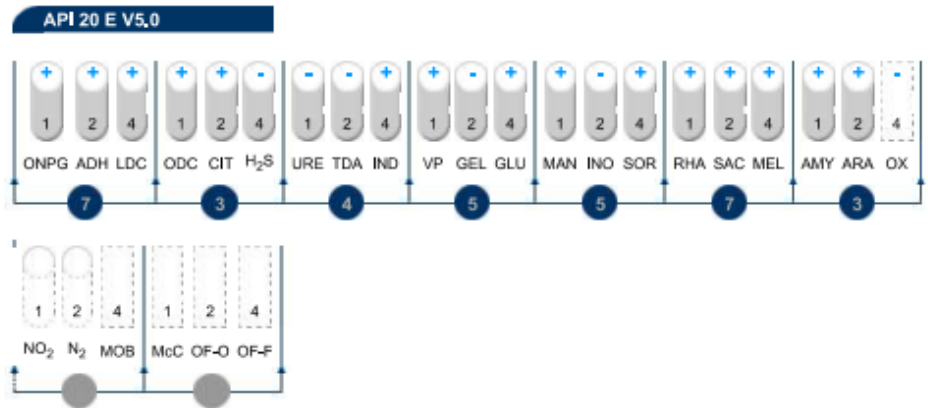 API 20 E V5.0
+ + + + + - - - + + - + + - + + + + + + -
1 2 4 1 2 4 1 2 4 1 2 4 1 2 4 1 2 4 1 2 4
ONPG ADH LDC ODC CIT H₂S URE TDA IND VP GEL GLU MAN INO SOR RHA SAC MEL AMY ARA OX
7 3 4 5 5 7 3
1 2 4 1 2 4
NO₂ N₂ MOB McC OF-O OF-F